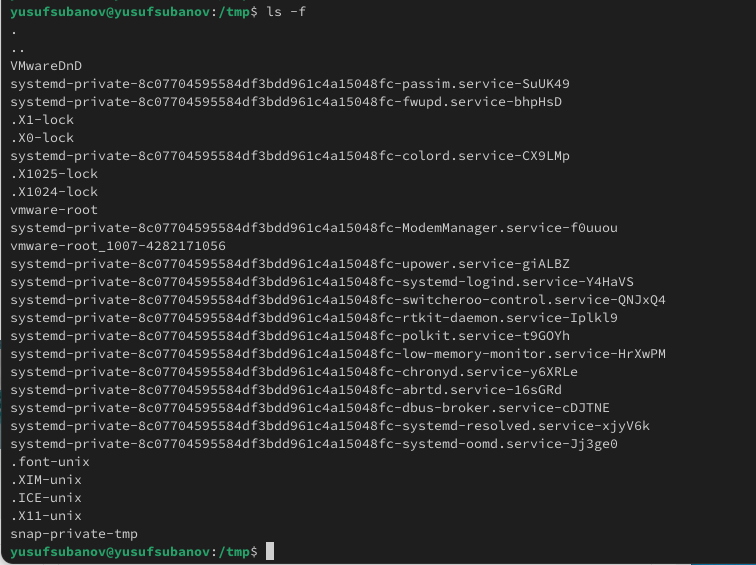 yusufsubanov@yusufsubanov:/tmp$ ls -f
.
..
VMwareDnD
systemd-private-8c07704595584df3bdd961c4a15048fc-passim.service-SuUK49
systemd-private-8c07704595584df3bdd961c4a15048fc-fwupd.service-bhpHsD
.X1-lock
.X0-lock
systemd-private-8c07704595584df3bdd961c4a15048fc-colord.service-CX9LMp
.X1025-lock
.X1024-lock
vmware-root
systemd-private-8c07704595584df3bdd961c4a15048fc-ModemManager.service-f0uuou
vmware-root_1007-4282171056
systemd-private-8c07704595584df3bdd961c4a15048fc-upower.service-giALBZ
systemd-private-8c07704595584df3bdd961c4a15048fc-systemd-logind.service-Y4HaVS
systemd-private-8c07704595584df3bdd961c4a15048fc-switcheroo-control.service-QNJxQ4
systemd-private-8c07704595584df3bdd961c4a15048fc-rtkit-daemon.service-Iplkl9
systemd-private-8c07704595584df3bdd961c4a15048fc-polkit.service-t9GOYh
systemd-private-8c07704595584df3bdd961c4a15048fc-low-memory-monitor.service-HrXwPM
systemd-private-8c07704595584df3bdd961c4a15048fc-chronyd.service-y6XRLe
systemd-private-8c07704595584df3bdd961c4a15048fc-abrtd.service-16sGRd
systemd-private-8c07704595584df3bdd961c4a15048fc-dbus-broker.service-cDJTNE
systemd-private-8c07704595584df3bdd961c4a15048fc-systemd-resolved.service-xjyV6k
systemd-private-8c07704595584df3bdd961c4a15048fc-systemd-oomd.service-Jj3ge0
.font-unix
.XIM-unix
.ICE-unix
.X11-unix
snap-private-tmp
yusufsubanov@yusufsubanov:/tmp$